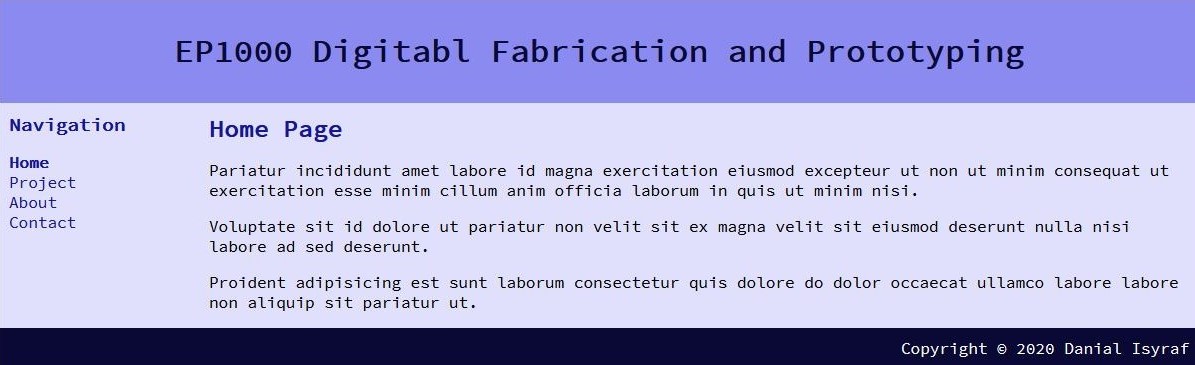 EP1000 Digitabl Fabrication and Prototyping
Navigation
Home
Project
About
Contact
Home Page
Pariatur incididunt amet labore id magna exercitation eiusmod excepteur ut non ut minim consequat ut
exercitation esse minim cillum anim officia laborum in quis ut minim nisi.
Voluptate sit id dolore ut pariatur non velit sit ex magna velit sit eiusmod deserunt nulla nisi
labore ad sed deserunt.
Proident adipisicing est sunt laborum consectetur quis dolore do dolor occaecat ullamco labore labore
non aliquip sit pariatur ut.
Copyright © 2020 Danial Isyraf